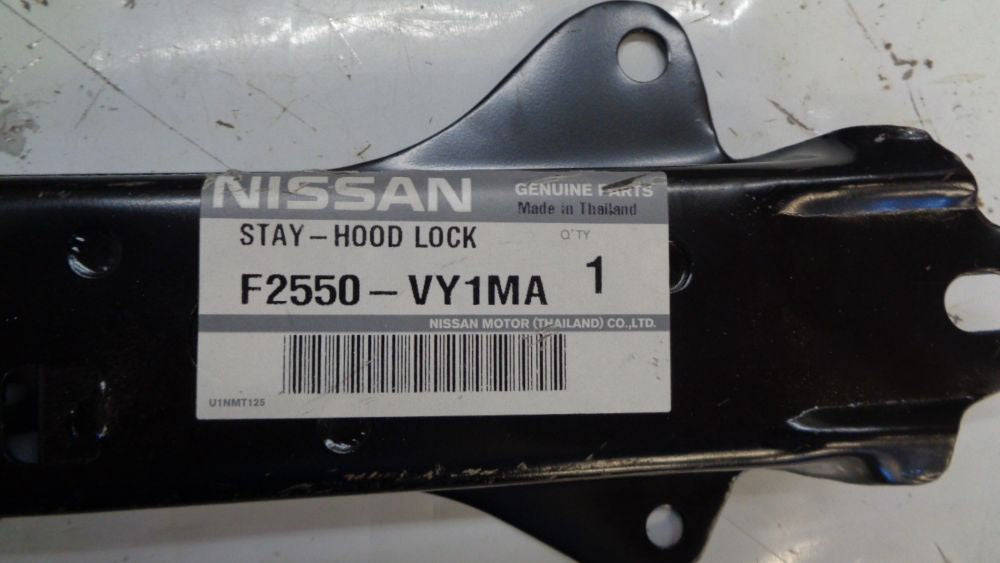 NISSAN GENUINE PARTS
Made in Thailand
STAY-HOOD LOCK Q'TY
F2550-VY1MA 1
NISSAN MOTOR (THAILAND) CO.,LTD.
U1NMT125